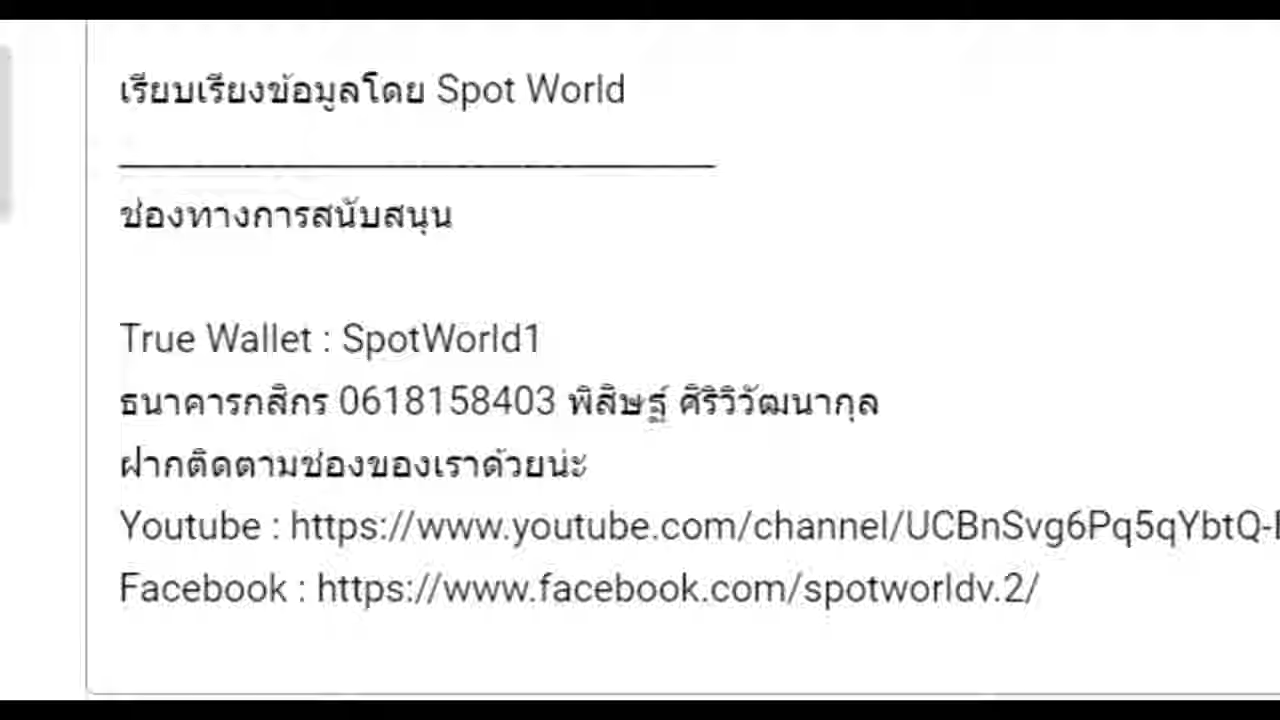 เรียบเรียงข้อมูลโดย Spot World
ช่องทางการสนับสนุน
True Wallet : SpotWorld1
ธนาคารกสิกร 0618158403 พิสิษฐ์ ศิริวิวัฒนากุล
ฝากติดตามช่องของเราด้วยน่ะ
Youtube : https://www.youtube.com/channel/UCBnSvg6Pq5qYbtQ-
Facebook : https://www.facebook.com/spotworldv.2/